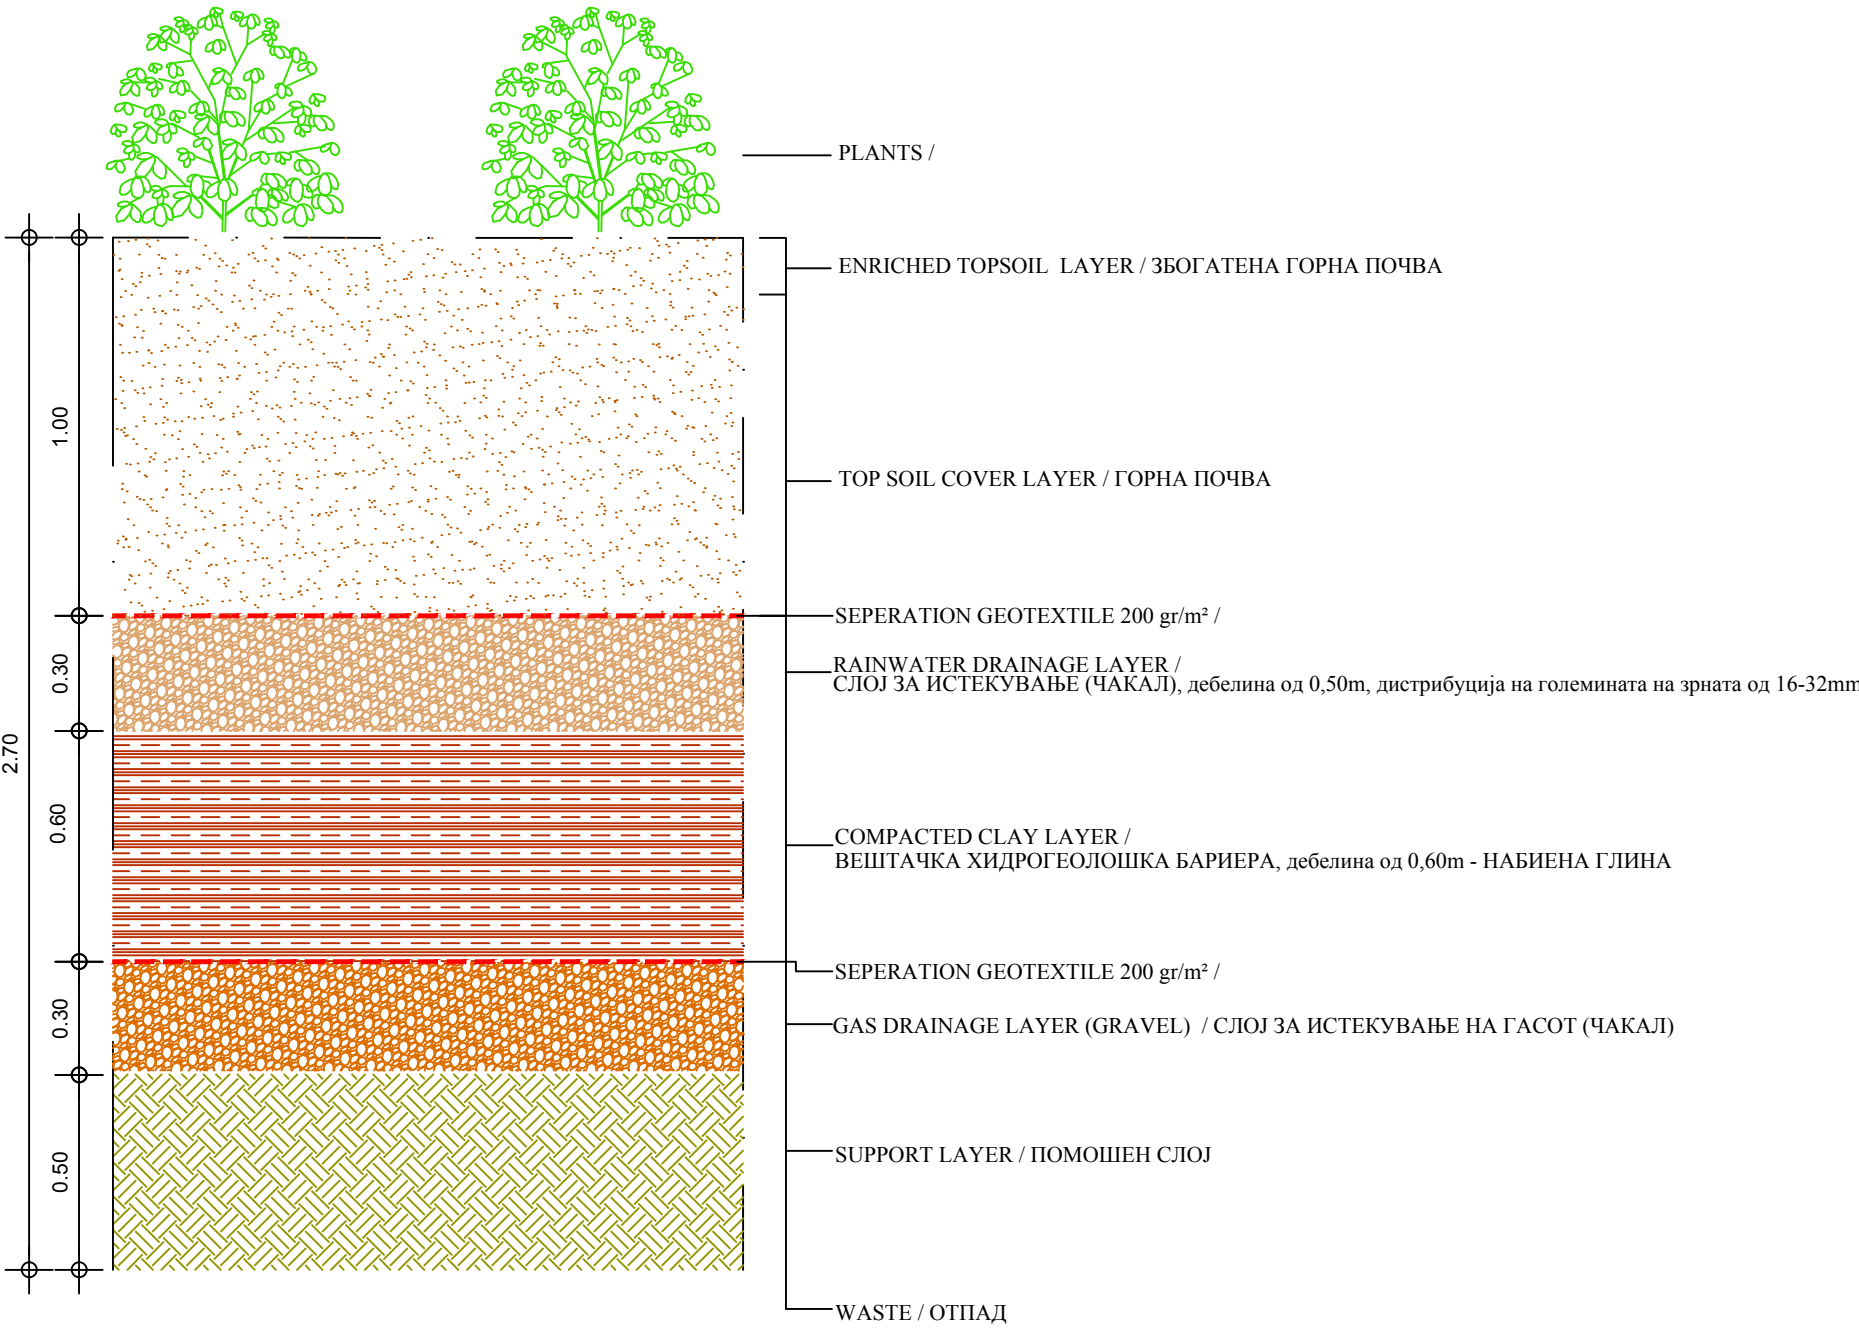 PLANTS /
ENRICHED TOPSOIL LAYER / ЗБОГАТЕНА ГОРНА ПОЧВА
1.00
TOP SOIL COVER LAYER / ГОРНА ПОЧВА
SEPERATION GEOTEXTILE 200 gr/m² /
0.30
RAINWATER DRAINAGE LAYER /
СЛОЈ ЗА ИСТЕКУВАЊЕ (ЧАКАЛ), дебелина од 0,50m, дистрибуција на големината на зрната од 16-32mm
2.70
0.60
COMPACTED CLAY LAYER /
ВЕШТАЧКА ХИДРОГЕОЛОШКА БАРИЕРА, дебелина од 0,60m - НАБИЕНА ГЛИНА
SEPERATION GEOTEXTILE 200 gr/m² /
0.30
GAS DRAINAGE LAYER (GRAVEL) / СЛОЈ ЗА ИСТЕКУВАЊЕ НА ГАСОТ (ЧАКАЛ)
0.50
SUPPORT LAYER / ПОМОШЕН СЛОЈ
WASTE / ОТПАД